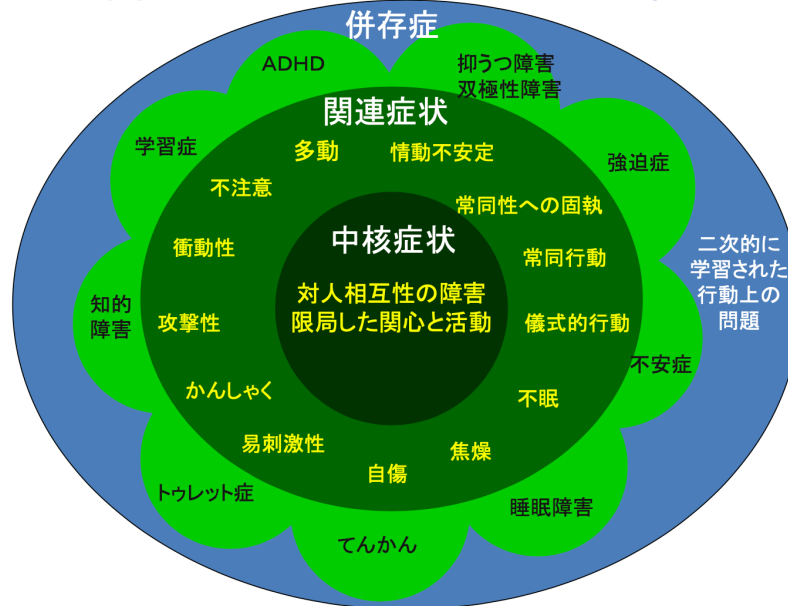 併存症
ADHD
抑うつ障害
双極性障害
学習症
関連症状
強迫症
多動
情動不安定
不注意
常同性への固執
衝動性
中核症状
常同行動
二次的に
学習された
行動上の
問題
対人相互性の障害
限局した関心と活動
知的
障害
攻撃性
儀式的行動
不安症
かんしゃく
不眠
易刺激性
焦燥
自傷
トゥレット症
睡眠障害
てんかん